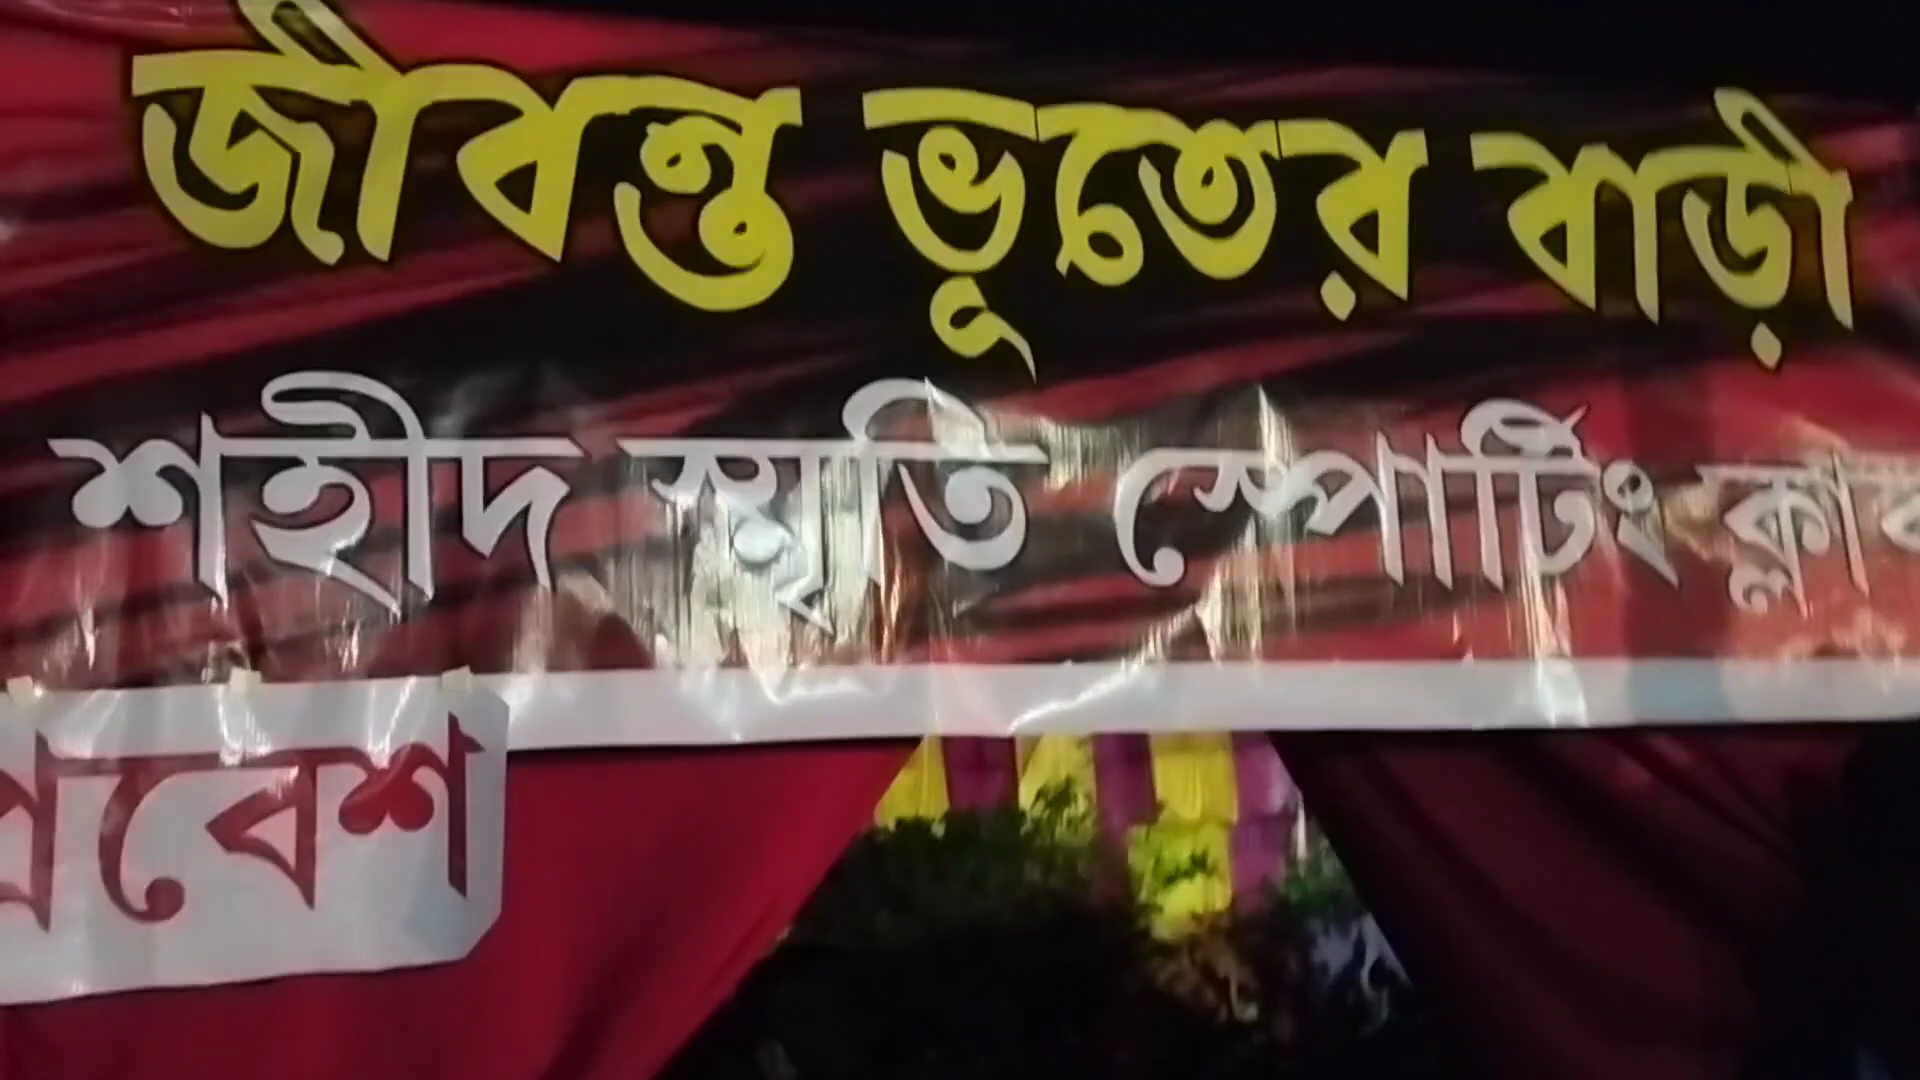 জীবন্ত ভূতের বাড়ী
শহীদ স্মৃতি স্পোর্টিং ক্লাব
প্রবেশ